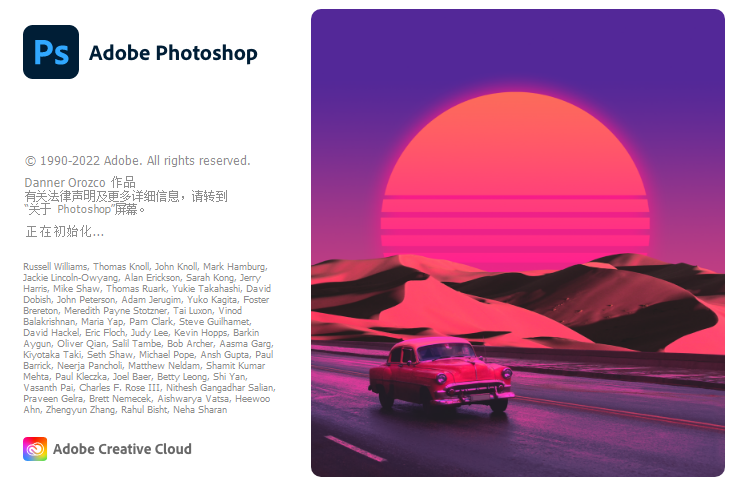 Ps
Adobe Photoshop
© 1990-2022 Adobe. All rights reserved.
Danner Orozco 作品
有关法律声明及更多详细信息，请转到
“关于 Photoshop”屏幕。
正在初始化...
Russell Williams, Thomas Knoll, John Knoll, Mark Hamburg,
Jackie Lincoln-Owyang, Alan Erickson, Sarah Kong, Jerry
Harris, Mike Shaw, Thomas Ruark, Yukie Takahashi, David
Dobish, John Peterson, Adam Jerugim, Yuko Kagita, Foster
Brereton, Meredith Payne Stotzner, Tai Luxon, Vinod
Balakrishnan, Maria Yap, Pam Clark, Steve Guilhamet,
David Hackel, Eric Floch, Judy Lee, Kevin Hopps, Barkin
Aygun, Oliver Qian, Salil Tambe, Bob Archer, Aasma Garg,
Kiyotaka Taki, Seth Shaw, Michael Pope, Ansh Gupta, Paul
Barrick, Neerja Pancholi, Matthew Neldam, Shamit Kumar
Mehta, Paul Kleczka, Joel Baer, Betty Leong, Shi Yan,
Vasanth Pai, Charles F. Rose III, Nithesh Gangadhar Salian,
Praveen Gelra, Brett Nemecek, Aishwarya Vatsa, Heewoo
Ahn, Zhengyun Zhang, Rahul Bisht, Neha Sharan
Adobe Creative Cloud